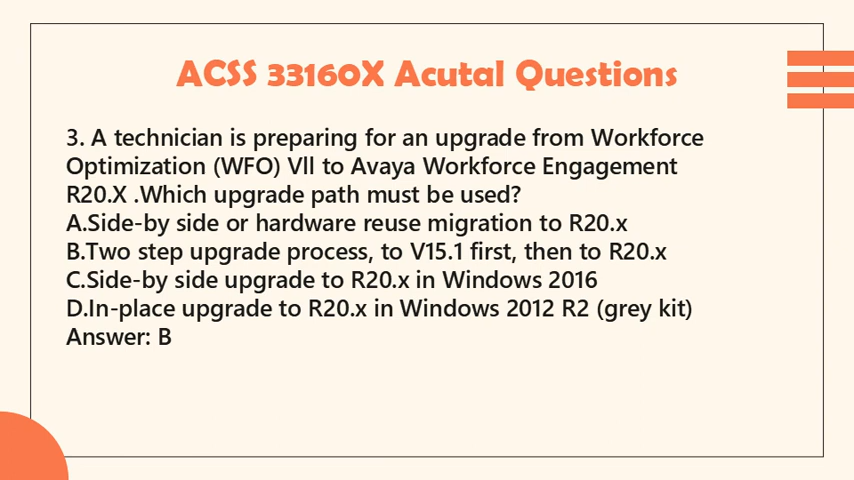 ACSS 33160X Acutal Questions
3. A technician is preparing for an upgrade from Workforce
Optimization (WFO) Vll to Avaya Workforce Engagement
R20.X .Which upgrade path must be used?
A.Side-by side or hardware reuse migration to R20.x
B.Two step upgrade process, to V15.1 first, then to R20.x
C.Side-by side upgrade to R20.x in Windows 2016
D.In-place upgrade to R20.x in Windows 2012 R2 (grey kit)
Answer: B